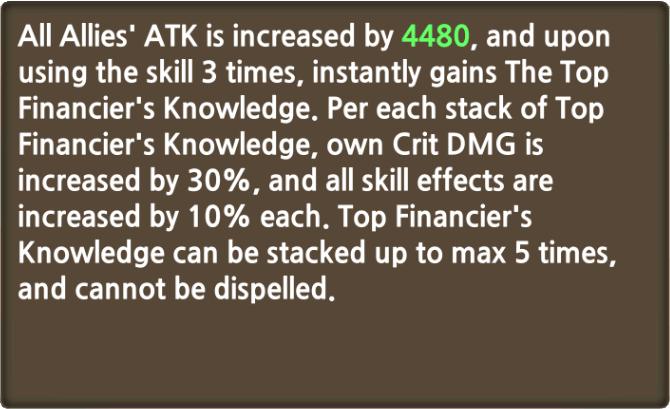 All Allies' ATK is increased by 4480, and upon
using the skill 3 times, instantly gains The Top
Financier's Knowledge. Per each stack of Top
Financier's Knowledge, own Crit DMG is
increased by 30%, and all skill effects are
increased by 10% each. Top Financier's
Knowledge can be stacked up to max 5 times,
and cannot be dispelled.